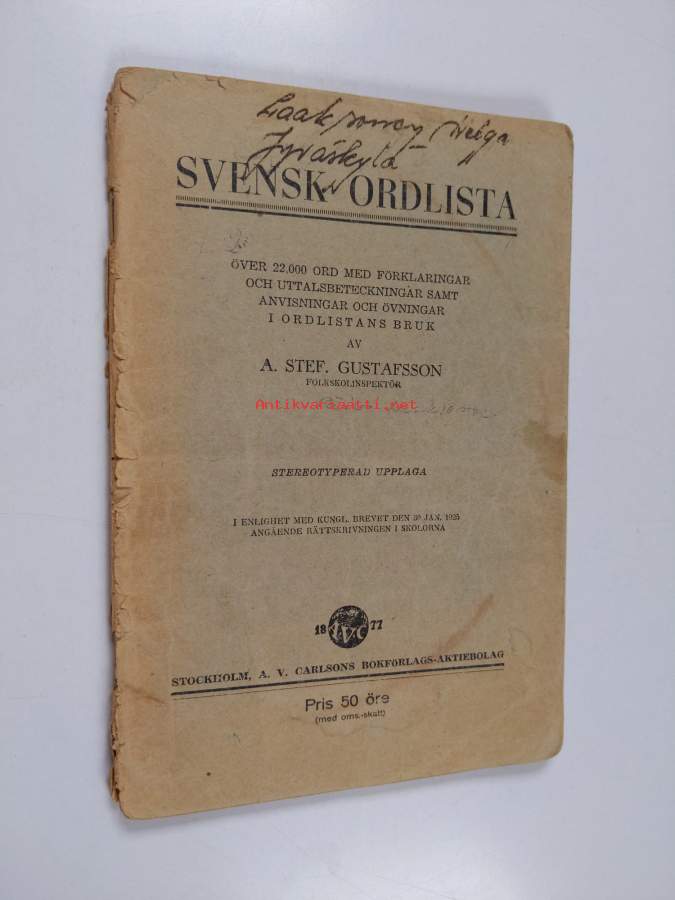 Jyväskylä
SVENSK ORDLISTA
ÖVER 22,000 ORD MED FÖRKLARINGAR
OCH UTTALSBETECKNINGAR SAMT
ANVISNINGAR OCH ÖVNINGAR
I ORDLISTANS BRUK
AV
A. STEF. GUSTAFSSON
FOLKSKOLINSPEKTÖR
Antikvariaatti.net
STEREOTYPERAD UPPLAGA
I ENLIGHET MED KUNGL. BREVET DEN 30 JAN. 1925
ANGÅENDE RÄTTSKRIVNINGEN I SKOLORNA
18 A.V.C 77
STOCKHOLM, A. V. CARLSONS BOKFÖRLAGS-AKTIEBOLAG
Pris 50 öre
(med oms.-skatt)